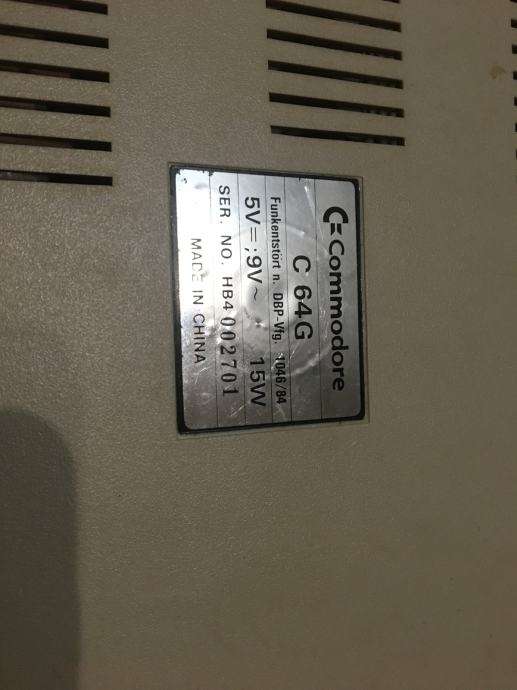 Commodore
C 64G
Funkentstört n. DBP-Vfg. 1046/84
5V=;9V~ 15W
SER. NO. HB4 002701
MADE IN CHINA